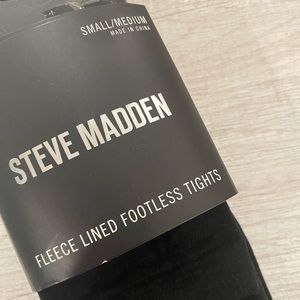 SMALL/MEDIUM
MADE IN CHINA
STEVE MADDEN
FLEECE LINED FOOTLESS TIGHTS